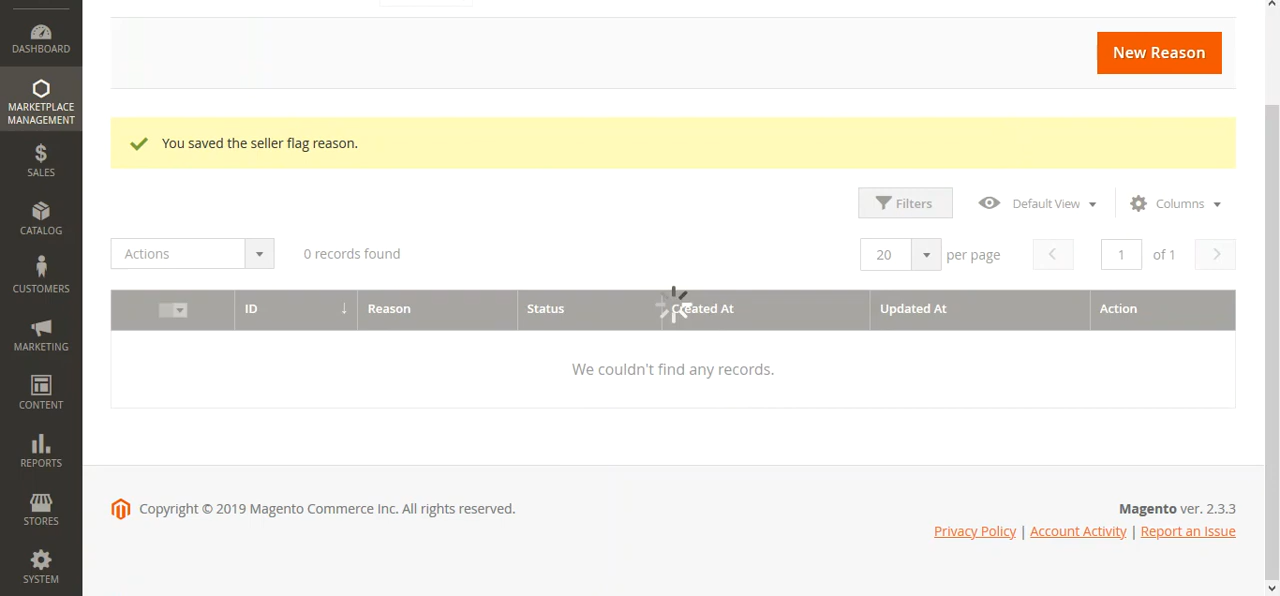 New Reason
You saved the seller flag reason.
Filters Default View Columns
Actions 0 records found 20 per page 1 of 1
ID Reason Status Created At Updated At Action
We couldn't find any records.
DASHBOARD
MARKETPLACE
MANAGEMENT
SALES
CATALOG
CUSTOMERS
MARKETING
CONTENT
REPORTS
STORES
SYSTEM
Copyright © 2019 Magento Commerce Inc. All rights reserved.
Magento ver. 2.3.3
Privacy Policy | Account Activity | Report an Issue